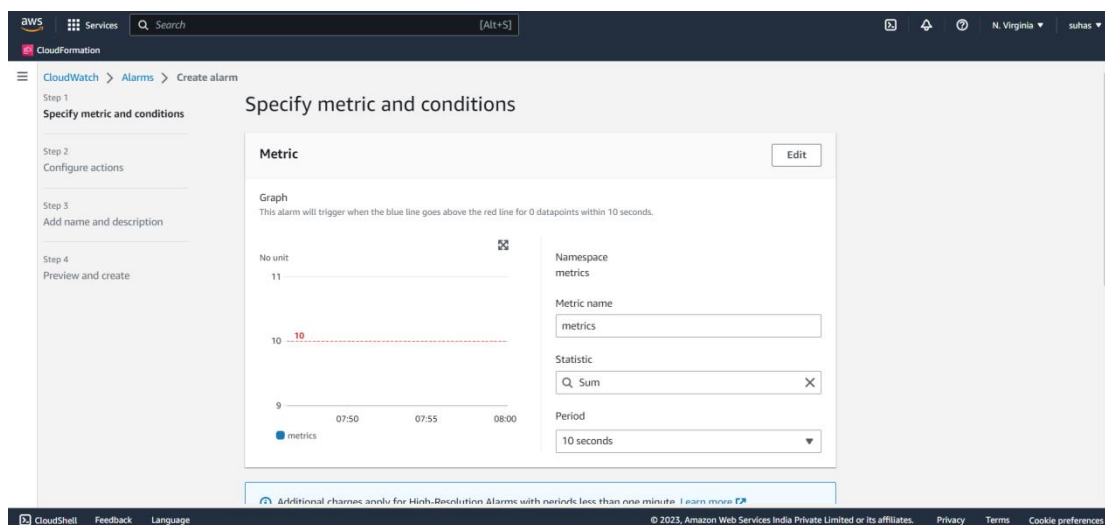 aws
Services
Search
[Alt+S]
N. Virginia
suhas
CloudFormation
CloudWatch > Alarms > Create alarm
Step 1
Specify metric and conditions
Step 2
Configure actions
Step 3
Add name and description
Step 4
Preview and create
Specify metric and conditions
Metric
Edit
Graph
This alarm will trigger when the blue line goes above the red line for 0 datapoints within 10 seconds.
No unit
11
10
10
9
07:50
07:55
08:00
metrics
Namespace
metrics
Metric name
metrics
Statistic
Sum
Period
10 seconds
Additional charges apply for High-Resolution Alarms with periods less than one minute. Learn more
CloudShell
Feedback
Language
© 2023, Amazon Web Services India Private Limited or its affiliates.
Privacy
Terms
Cookie preferences